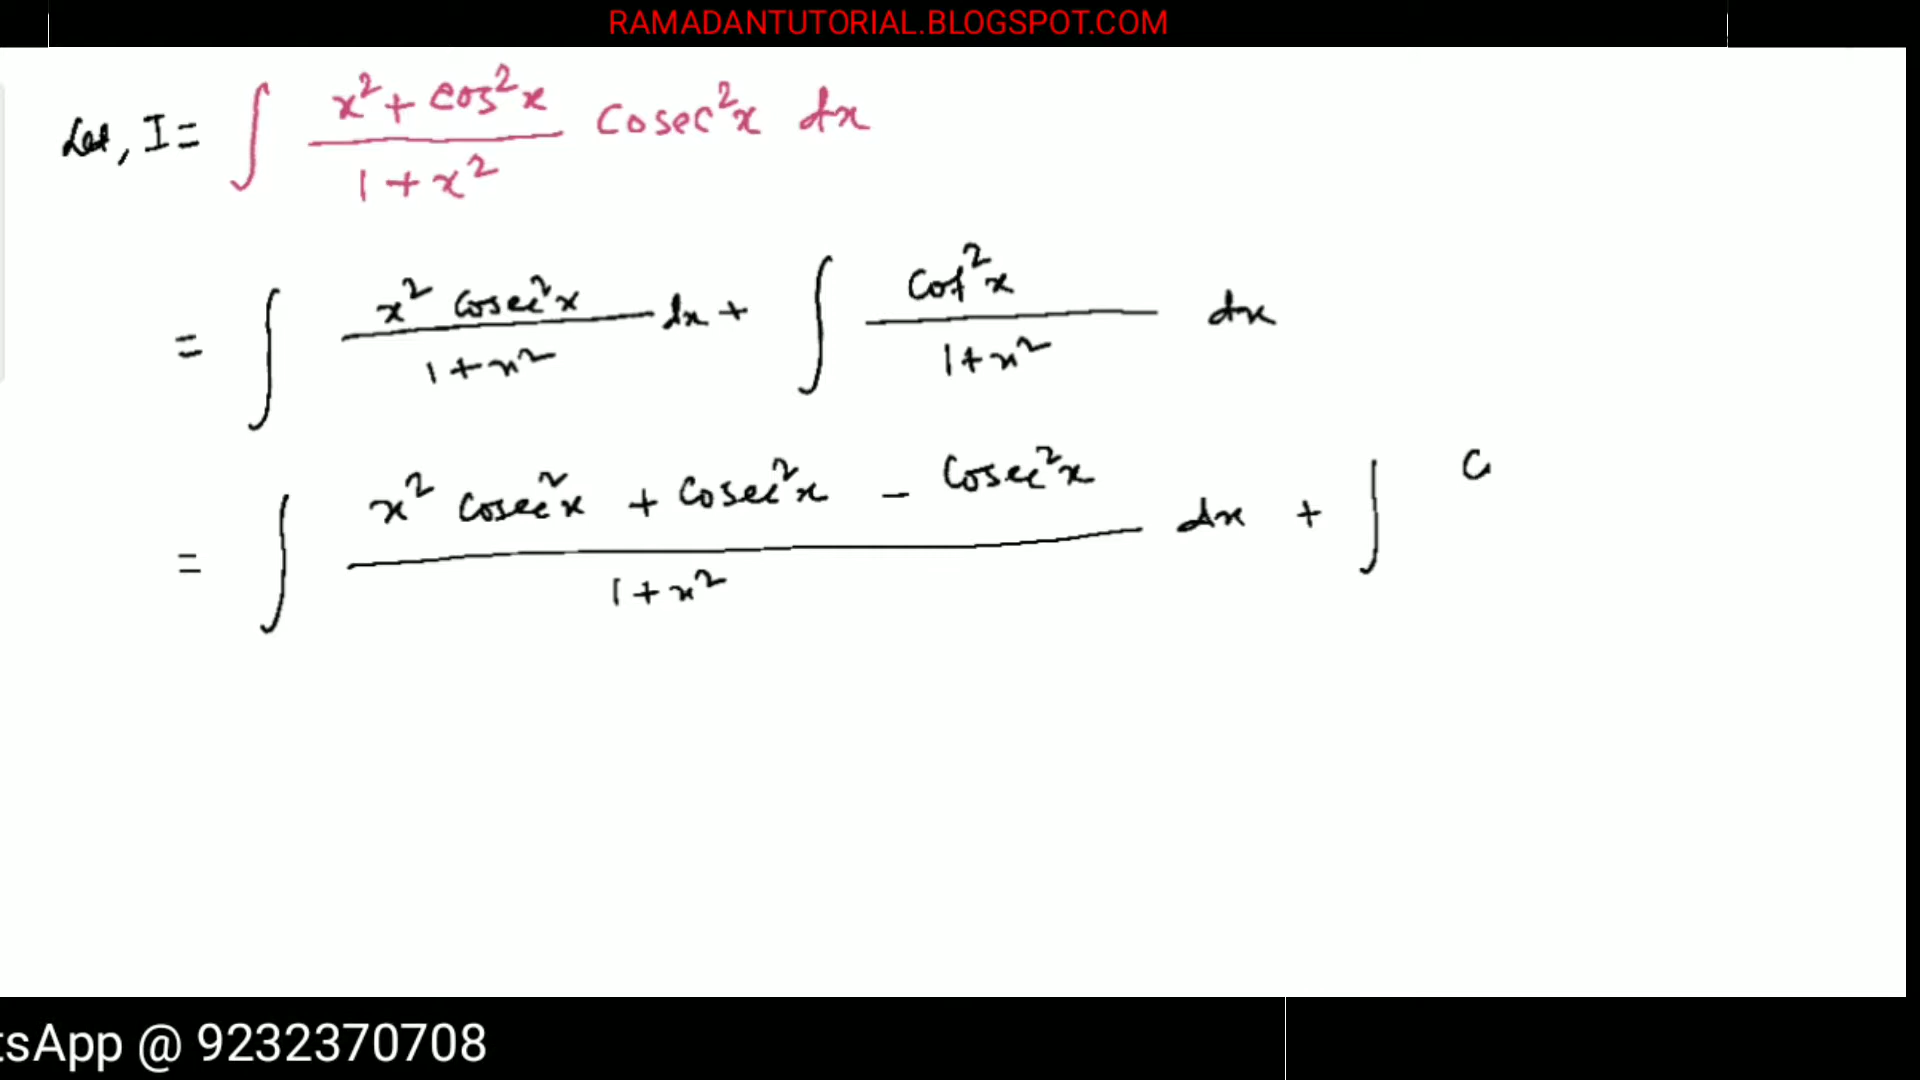 RAMADANTUTORIAL.BLOGSPOT.COM
Let, I = ∫ (x² + cos²x)/(1 + x²) cosec²x dx
= ∫ (x² cosec²x)/(1 + x²) dx + ∫ (cot²x)/(1 + x²) dx
= ∫ (x² cosec²x + cosec²x - cosec²x)/(1 + x²) dx + ∫ c
tsApp @ 9232370708